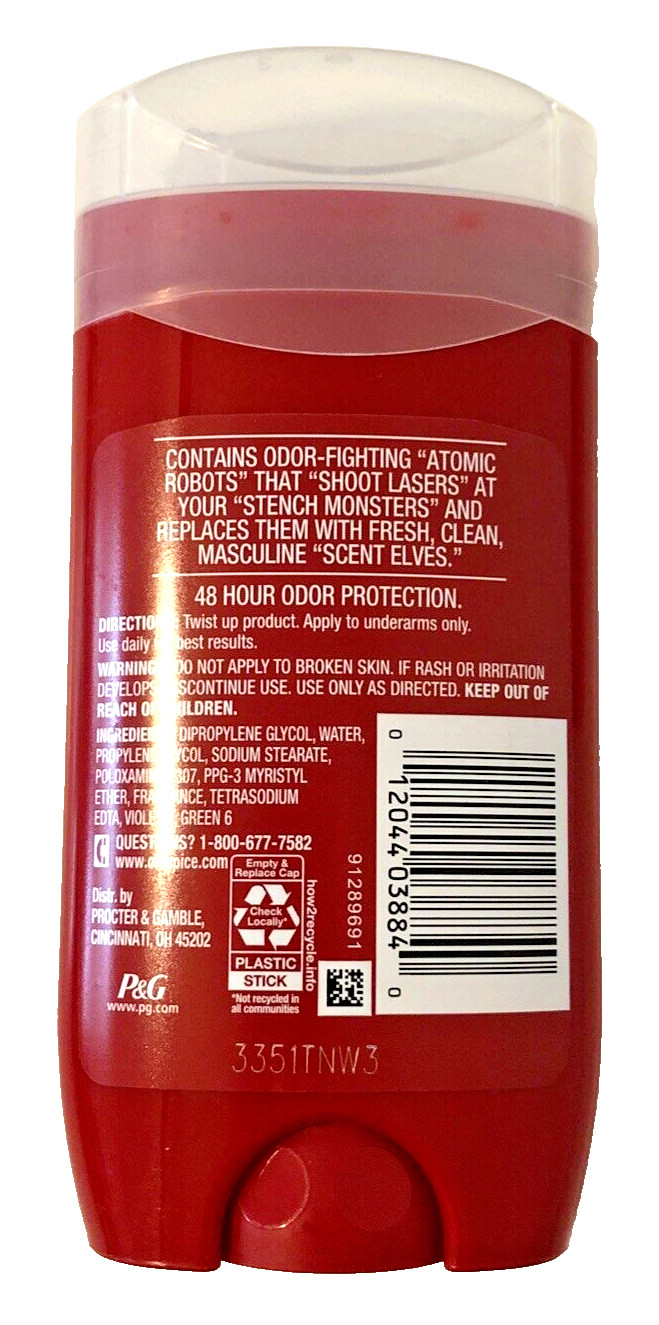 CONTAINS ODOR-FIGHTING “ATOMIC
ROBOTS” THAT “SHOOT LASERS” AT
YOUR “STENCH MONSTERS” AND
REPLACES THEM WITH FRESH, CLEAN,
MASCULINE “SCENT ELVES.”
48 HOUR ODOR PROTECTION.
Twist up product. Apply to underarms only.
Use daily best results.
WARNING DO NOT APPLY TO BROKEN SKIN. IF RASH OR IRRITATION
DEVELOPS USE. USE ONLY AS DIRECTED. KEEP OUT OF
REACH
DIPROPYLENE GLYCOL, WATER,
SODIUM STEARATE,
PPG-3 MYRISTYL
ETHER, TETRASODIUM
EDTA, GREEN 6
1-800-677-7582
Distr. by
PROCTER & GAMBLE,
CINCINNATI, OH 45202
P&G
www.pg.com
Empty &
Replace Cap
Check
Locally*
PLASTIC
STICK
*Not recycled in
all communities
how2recycle.info
91289691
0 12044 03884 0
3351TNW3